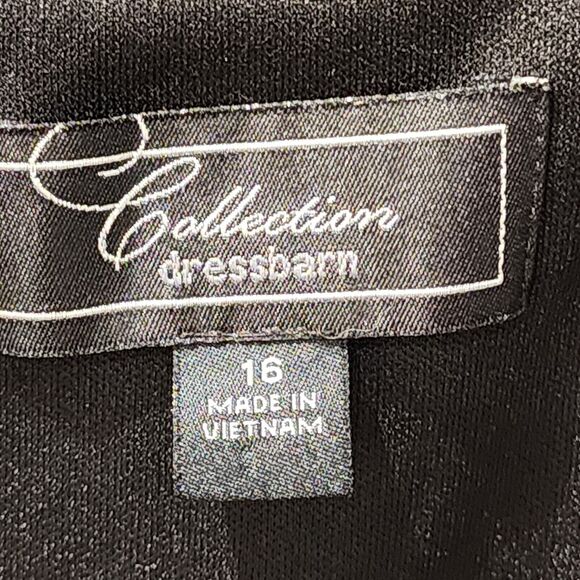 Collection
dressbarn
16
MADE IN
VIETNAM